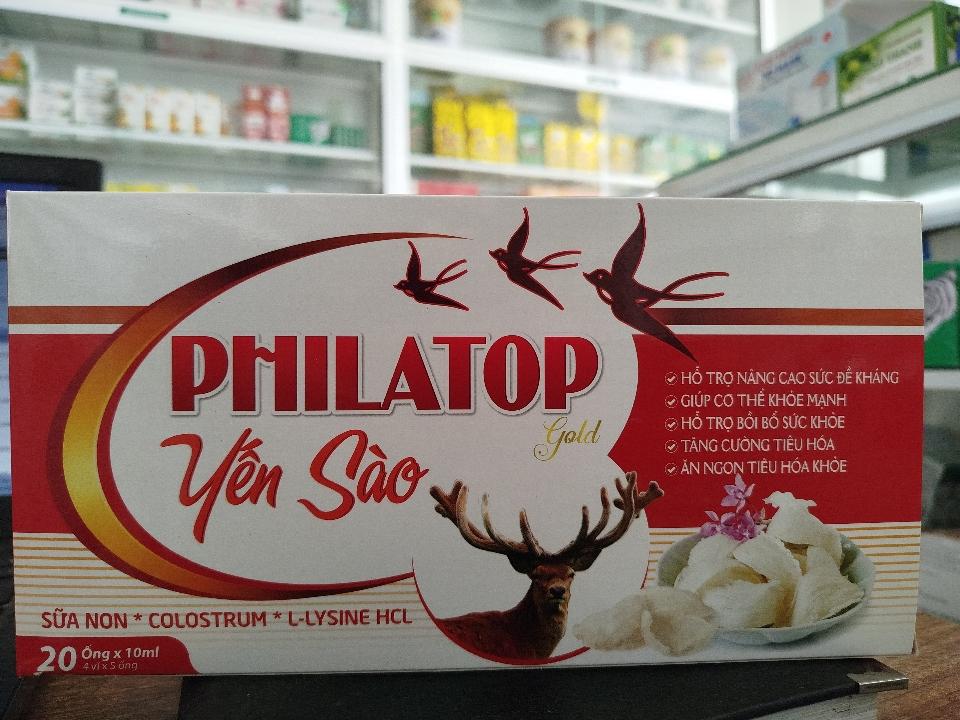 PHILATOP
Gold
Yến Sào
HỖ TRỢ NÂNG CAO SỨC ĐỀ KHÁNG
GIÚP CƠ THỂ KHỎE MẠNH
HỖ TRỢ BỒI BỔ SỨC KHỎE
TĂNG CƯỜNG TIÊU HÓA
ĂN NGON TIÊU HÓA KHỎE
SỮA NON * COLOSTRUM * L-LYSINE HCL
20 Ống x 10ml
4 vỉ x 5 ống